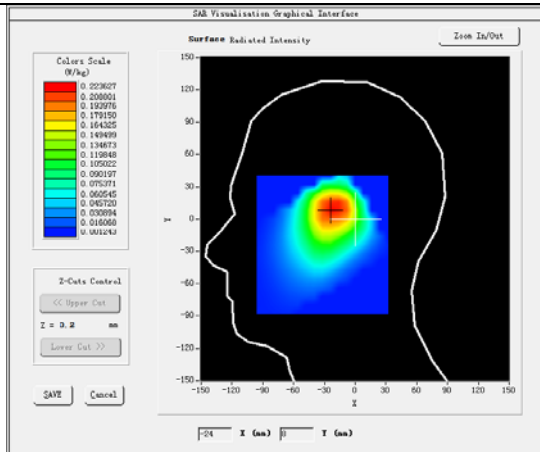 SAR Visualisation Graphical Interface
Surface Radiated Intensity
Zoom In/Out
Colors Scale
(W/kg)
0.223627
0.208801
0.193976
0.179150
0.164325
0.149499
0.134673
0.119848
0.105022
0.090197
0.075371
0.060545
0.045720
0.030894
0.016068
0.001243
Z-Cuts Control
<< Upper Cut
Z = 3.2 mm
Lower Cut >>
SAVE Cancel
150
120
90
60
30
0
-30
-60
-90
-120
-150
Y
-150 -120 -90 -60 -30 0 30 60 90 120 150
X
-24 X (mm) 8 Y (mm)